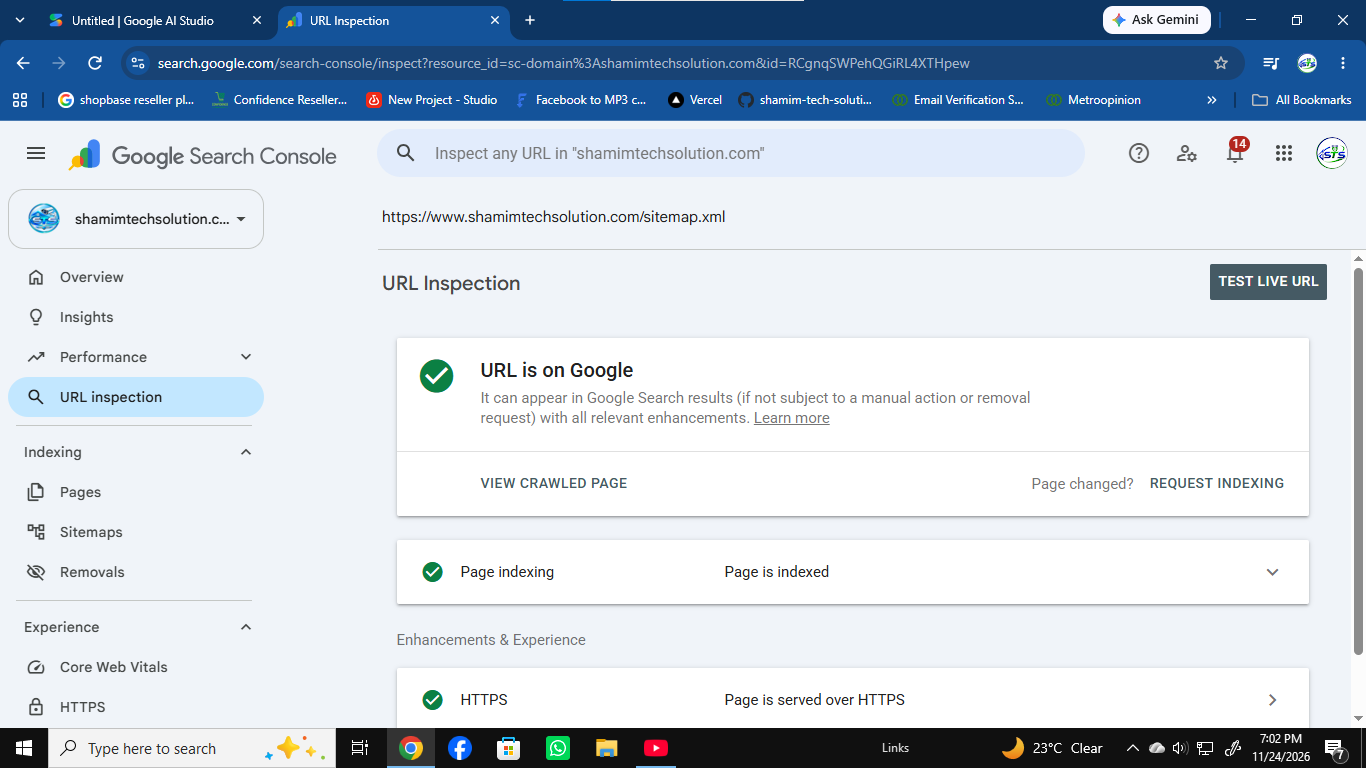 Untitled | Google AI Studio
URL Inspection
Ask Gemini
search.google.com/search-console/inspect?resource_id=sc-domain%3Ashamimtechsolution.com&id=RCgnqSWPehQGiRL4XTHpew
shopbase reseller pl...
Confidence Reseller...
New Project - Studio
Facebook to MP3 c...
Vercel
shamim-tech-soluti...
Email Verification S...
Metroopinion
All Bookmarks
Google Search Console
Inspect any URL in "shamimtechsolution.com"
14
STS
shamimtechsolution.c...
https://www.shamimtechsolution.com/sitemap.xml
Overview
Insights
Performance
URL inspection
Indexing
Pages
Sitemaps
Removals
Experience
Core Web Vitals
HTTPS
URL Inspection
TEST LIVE URL
URL is on Google
It can appear in Google Search results (if not subject to a manual action or removal
request) with all relevant enhancements. Learn more
VIEW CRAWLED PAGE
Page changed? REQUEST INDEXING
Page indexing
Page is indexed
Enhancements & Experience
HTTPS
Page is served over HTTPS
Type here to search
Links
23°C Clear
7:02 PM
11/24/2026
7